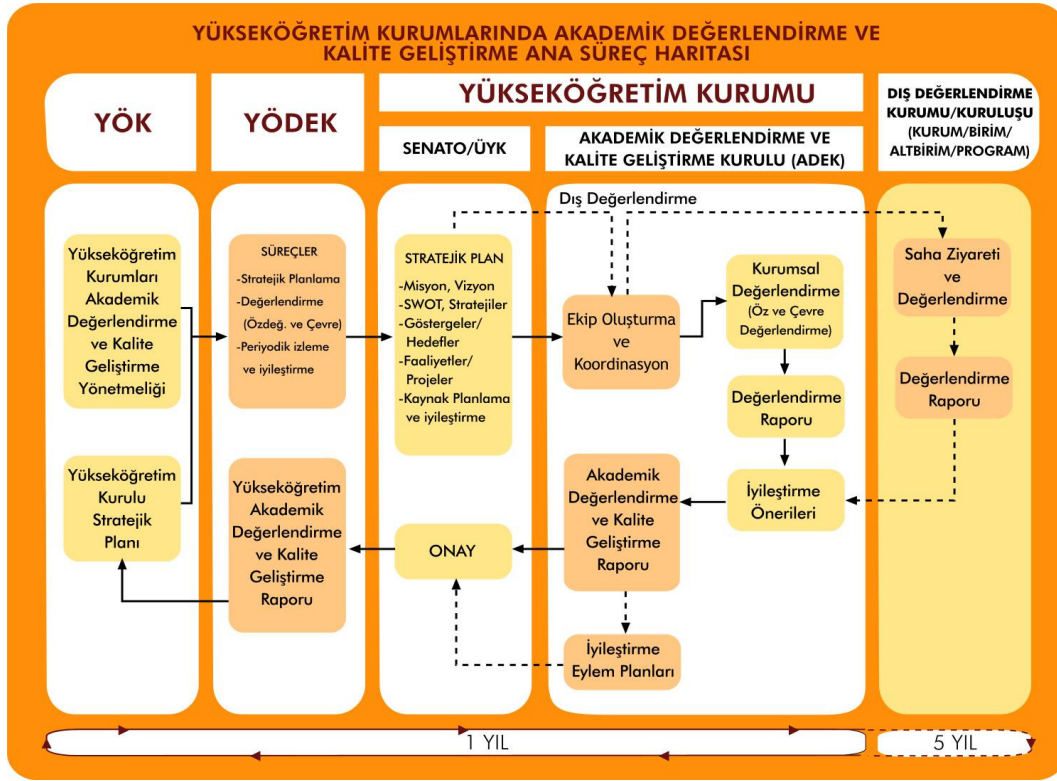 YÜKSEKÖĞRETİM KURUMLARINDA AKADEMİK DEĞERLENDİRME VE
KALİTE GELİŞTİRME ANA SÜREÇ HARITASI
YÖK
YÖDEK
YÜKSEKÖĞRETİM KURUMU
SENATO/ÜYK
AKADEMİK DEĞERLENDİRME VE
KALİTE GELİŞTİRME KURULU (ADEK)
DIŞ DEĞERLENDİRME
KURUMU/KURULUŞU
(KURUM/BİRİM/
ALTBİRİM/PROGRAM)
Yükseköğretim
Kurumları
Akademik
Değerlendirme
ve Kalite
Geliştirme
Yönetmeliği
Yükseköğretim
Kurulu
Stratejik
Planı
SÜREÇLER
-Stratejik Planlama
-Değerlendirme
(Özdeğ. ve Çevre)
-Periyodik izleme
ve iyileştirme
Yükseköğretim
Akademik
Değerlendirme
ve Kalite
Geliştirme
Raporu
STRATEJİK PLAN
-Misyon, Vizyon
-SWOT, Stratejiler
-Göstergeler/
Hedefler
-Faaliyetler/
Projeler
-Kaynak Planlama
ve iyileştirme
ONAY
Dış Değerlendirme
Ekip Oluşturma
ve
Koordinasyon
Kurumsal
Değerlendirme
(Öz ve Çevre
Değerlendirme)
Değerlendirme
Raporu
İyileştirme
Önerileri
Akademik
Değerlendirme
ve Kalite
Geliştirme
Raporu
İyileştirme
Eylem Planları
Saha Ziyareti
ve
Değerlendirme
Değerlendirme
Raporu
1 YIL
5 YIL